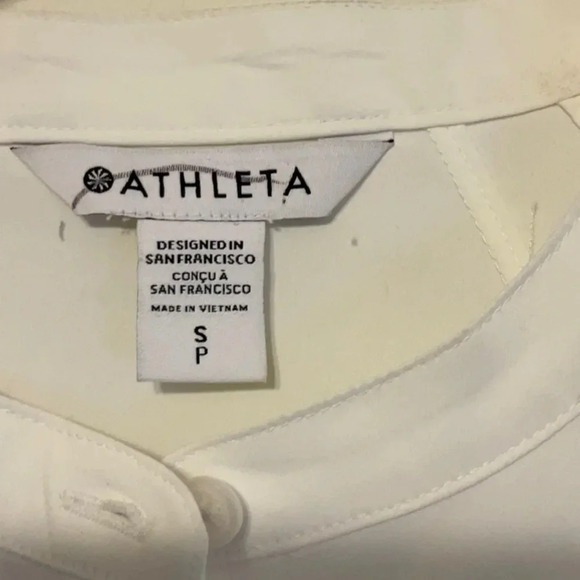 ATHLETA
DESIGNED IN
SAN FRANCISCO
CONÇU À
SAN FRANCISCO
MADE IN VIETNAM
S
P